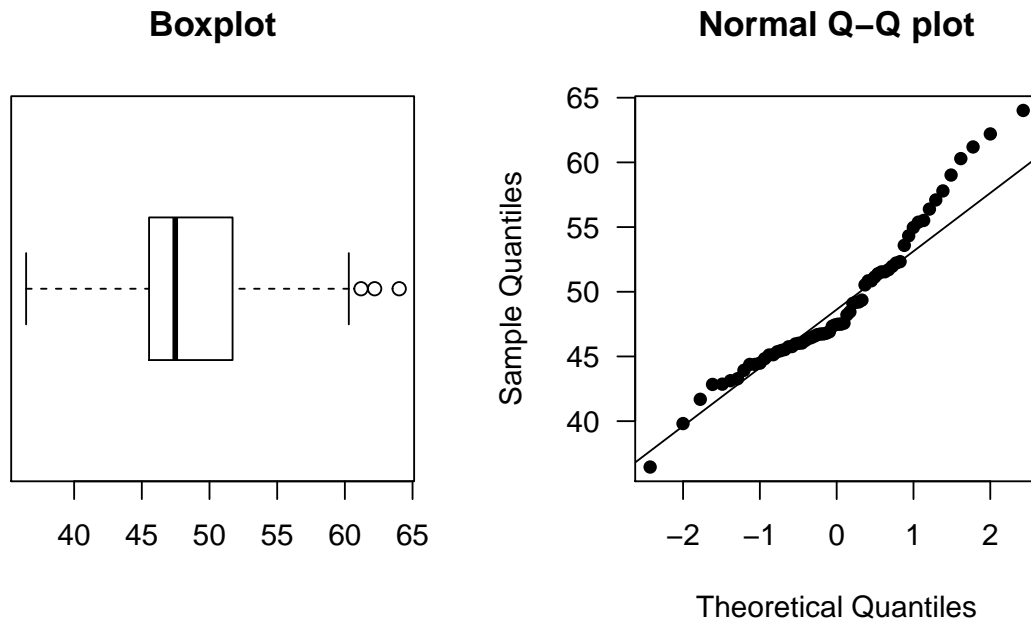 Boxplot
40 45 50 55 60 65
Normal Q−Q plot
Sample Quantiles
65
60
55
50
45
40
−2 −1 0 1 2
Theoretical Quantiles